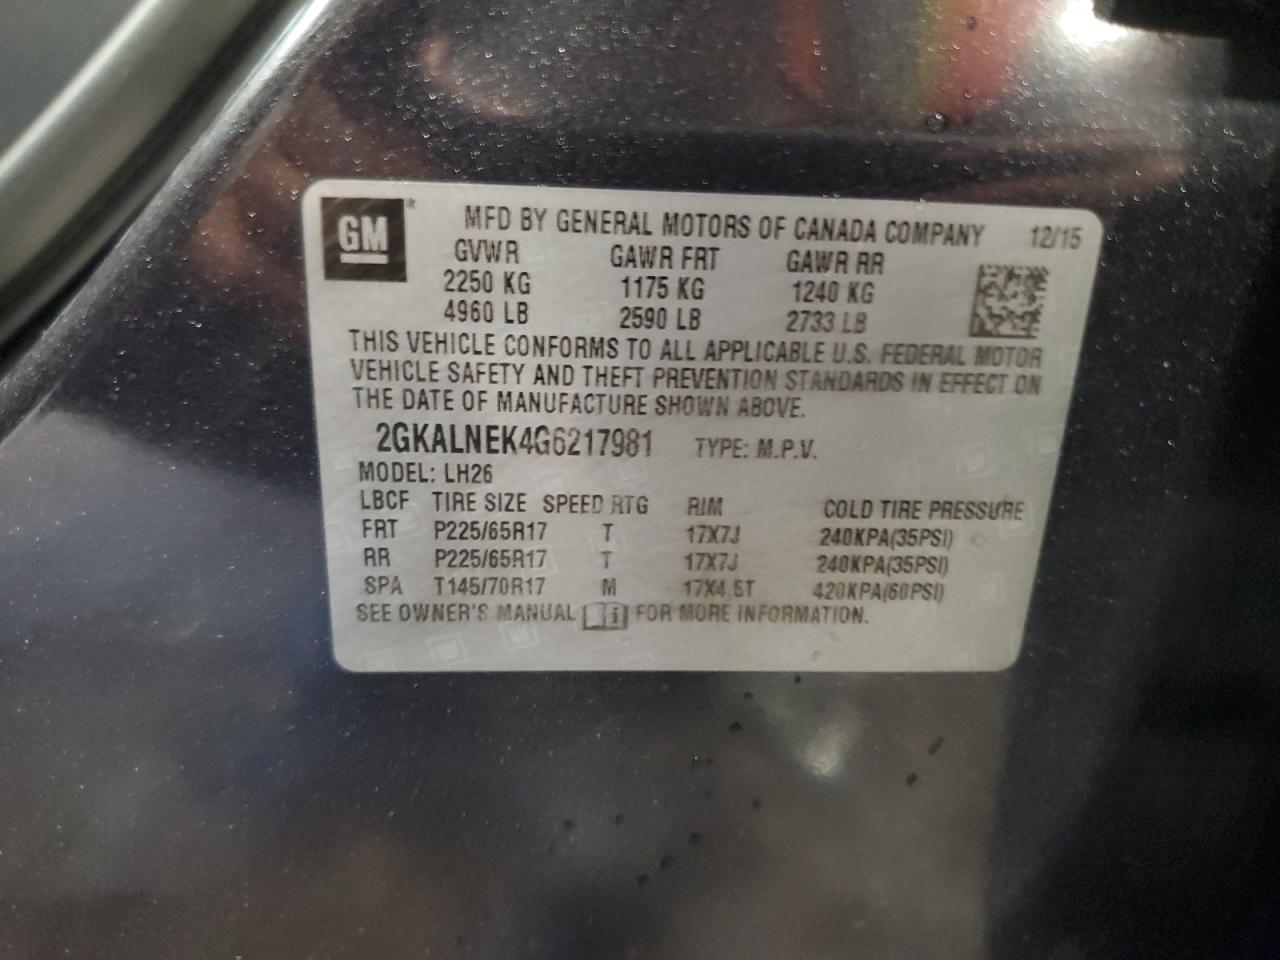 GM ®
MFD BY GENERAL MOTORS OF CANADA COMPANY 12/15
GVWR GAWR FRT GAWR RR
2250 KG 1175 KG 1240 KG
4960 LB 2590 LB 2733 LB
THIS VEHICLE CONFORMS TO ALL APPLICABLE U.S. FEDERAL MOTOR
VEHICLE SAFETY AND THEFT PREVENTION STANDARDS IN EFFECT ON
THE DATE OF MANUFACTURE SHOWN ABOVE.
2GKALNEK4G6217981 TYPE: M.P.V.
MODEL: LH26
LBCF TIRE SIZE SPEED RTG RIM COLD TIRE PRESSURE
FRT P225/65R17 T 17X7J 240KPA(35PSI)
RR P225/65R17 T 17X7J 240KPA(35PSI)
SPA T145/70R17 M 17X4.5T 420KPA(60PSI)
SEE OWNER'S MANUAL i FOR MORE INFORMATION.